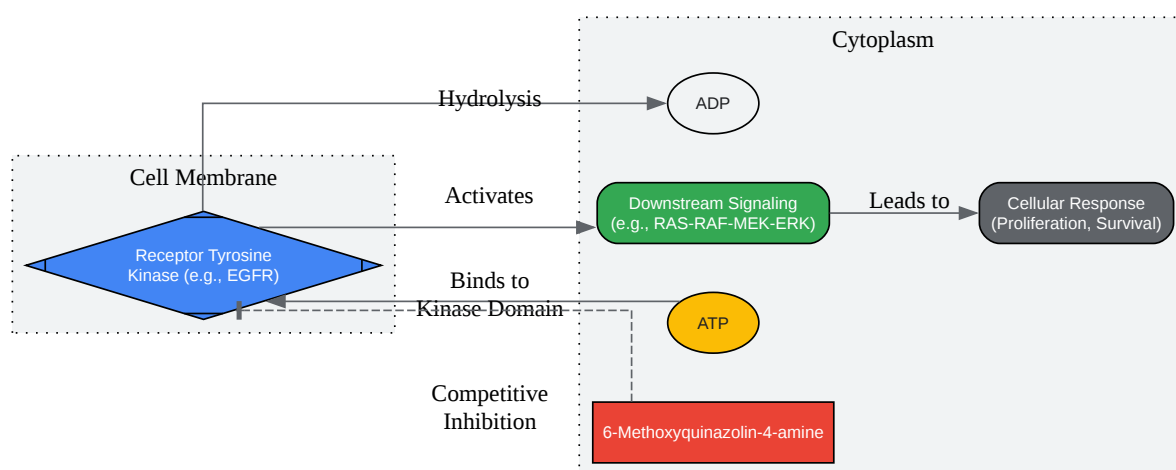 Cytoplasm
Hydrolysis
ADP
Cell Membrane
Activates
Downstream Signaling
(e.g., RAS-RAF-MEK-ERK)
Leads to
Cellular Response
(Proliferation, Survival)
Receptor Tyrosine
Kinase (e.g., EGFR)
Binds to
Kinase Domain
ATP
Competitive
Inhibition
6-Methoxyquinazolin-4-amine